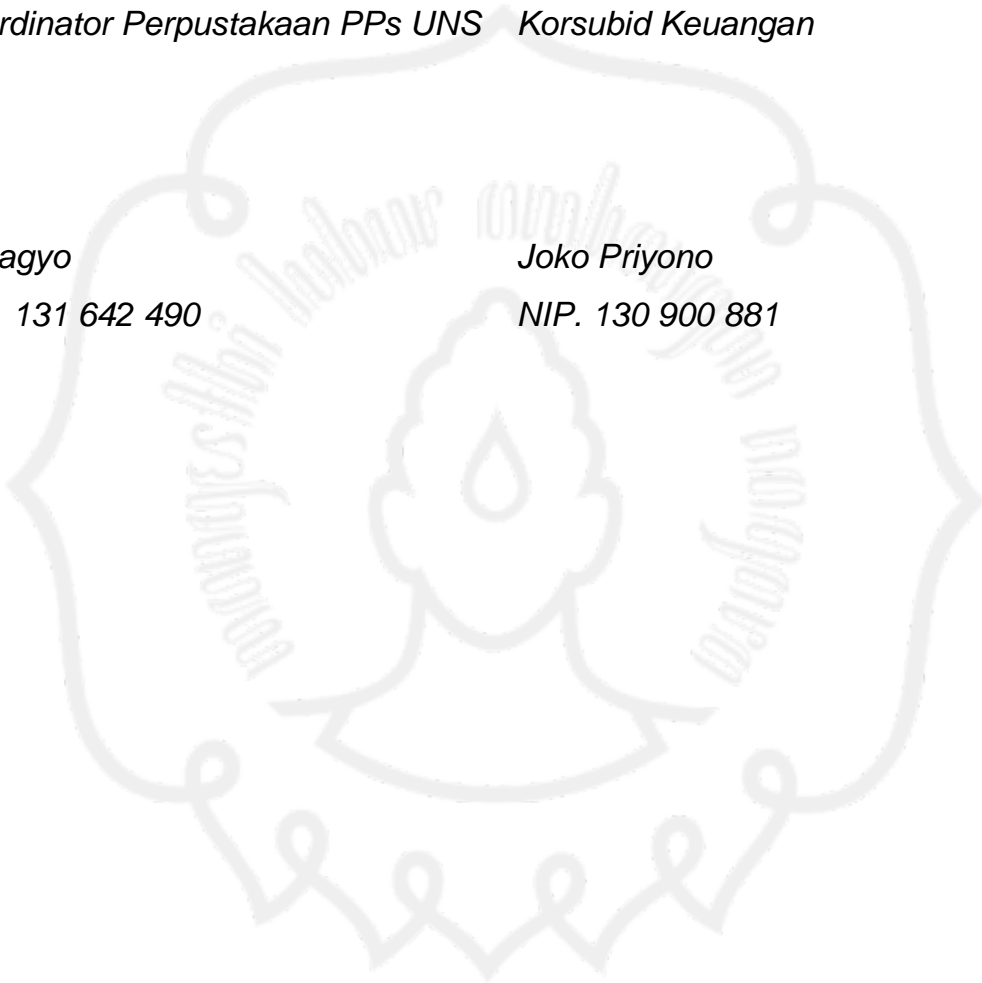 rdinator Perpustakaan PPs UNS Korsubid Keuangan
agyo Joko Priyono
131 642 490 NIP. 130 900 881